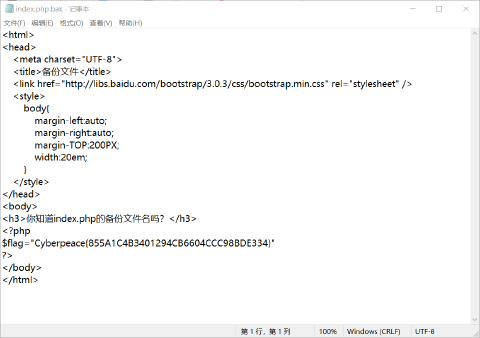 index.php.bak - 记事本
文件(F) 编辑(E) 格式(O) 查看(V) 帮助(H)
<html>
<head>
<meta charset="UTF-8">
<title>备份文件</title>
<link href="http://libs.baidu.com/bootstrap/3.0.3/css/bootstrap.min.css" rel="stylesheet" />
<style>
body{
margin-left:auto;
margin-right:auto;
margin-TOP:200PX;
width:20em;
}
</style>
</head>
<body>
<h3>你知道index.php的备份文件名吗？</h3>
<?php
$flag="Cyberpeace{855A1C4B3401294CB6604CCC98BDE334}"
?>
</body>
</html>
第 1 行，第 1 列 100% Windows (CRLF) UTF-8